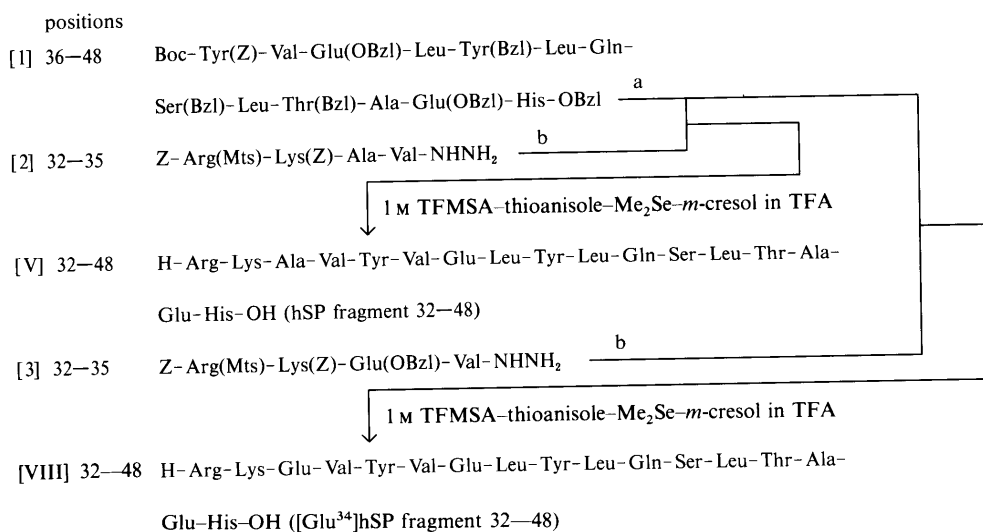 positions
[1] 36—48 Boc-Tyr(Z)-Val-Glu(OBzl)-Leu-Tyr(Bzl)-Leu-Gln-
Ser(Bzl)-Leu-Thr(Bzl)-Ala-Glu(OBzl)-His-OBzl a
[2] 32—35 Z-Arg(Mts)-Lys(Z)-Ala-Val-NHNH₂ b
1 M TFMSA–thioanisole–Me₂Se–m-cresol in TFA
[V] 32—48 H-Arg-Lys-Ala-Val-Tyr-Val-Glu-Leu-Tyr-Leu-Gln-Ser-Leu-Thr-Ala-
Glu-His-OH (hSP fragment 32—48)
[3] 32—35 Z-Arg(Mts)-Lys(Z)-Glu(OBzl)-Val-NHNH₂ b
1 M TFMSA–thioanisole–Me₂Se–m-cresol in TFA
[VIII] 32—48 H-Arg-Lys-Glu-Val-Tyr-Val-Glu-Leu-Tyr-Leu-Gln-Ser-Leu-Thr-Ala-
Glu-His-OH ([Glu³⁴]hSP fragment 32—48)